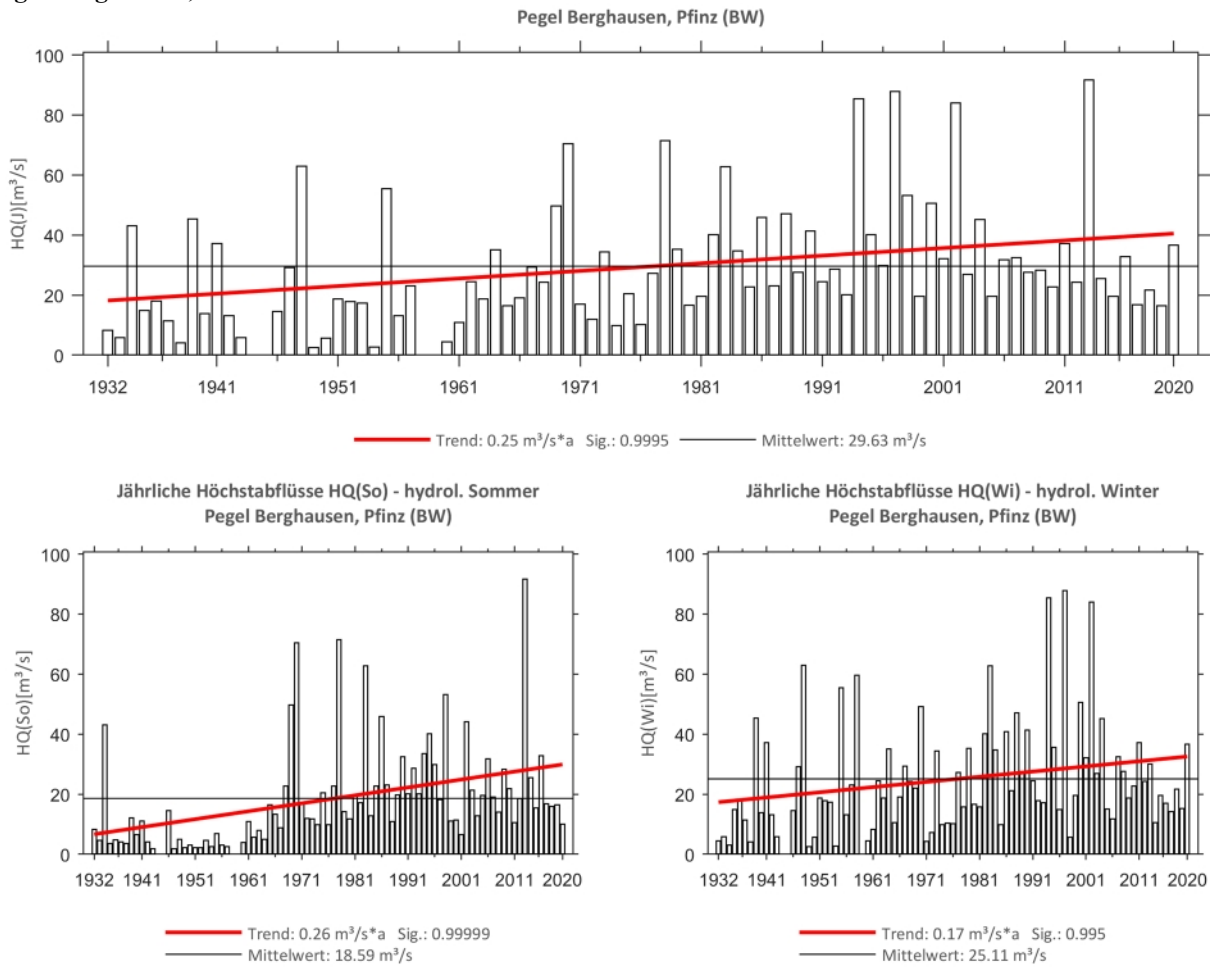 Pegel Berghausen, Pfinz (BW)
100
80
60
40
20
0
HQ(J)[m³/s]
1932 1941 1951 1961 1971 1981 1991 2001 2011 2020
Trend: 0.25 m³/s*a Sig.: 0.9995 Mittelwert: 29.63 m³/s
Jährliche Höchstabflüsse HQ(So) - hydrol. Sommer
Pegel Berghausen, Pfinz (BW)
100
80
60
40
20
0
HQ(So)[m³/s]
1932 1941 1951 1961 1971 1981 1991 2001 2011 2020
Trend: 0.26 m³/s*a Sig.: 0.99999
Mittelwert: 18.59 m³/s
Jährliche Höchstabflüsse HQ(Wi) - hydrol. Winter
Pegel Berghausen, Pfinz (BW)
100
80
60
40
20
0
HQ(Wi)[m³/s]
1932 1941 1951 1961 1971 1981 1991 2001 2011 2020
Trend: 0.17 m³/s*a Sig.: 0.995
Mittelwert: 25.11 m³/s